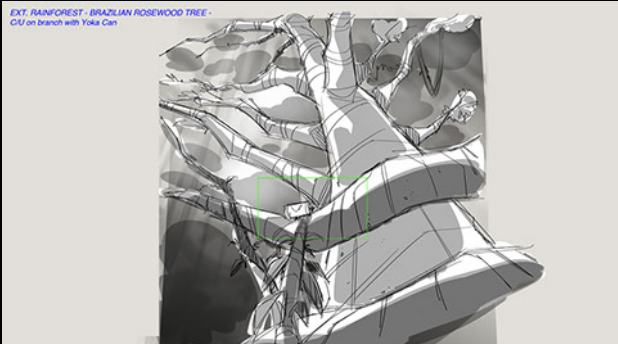 EXT. RAINFOREST - BRAZILIAN ROSEWOOD TREE -
C/U on branch with Yoka Can